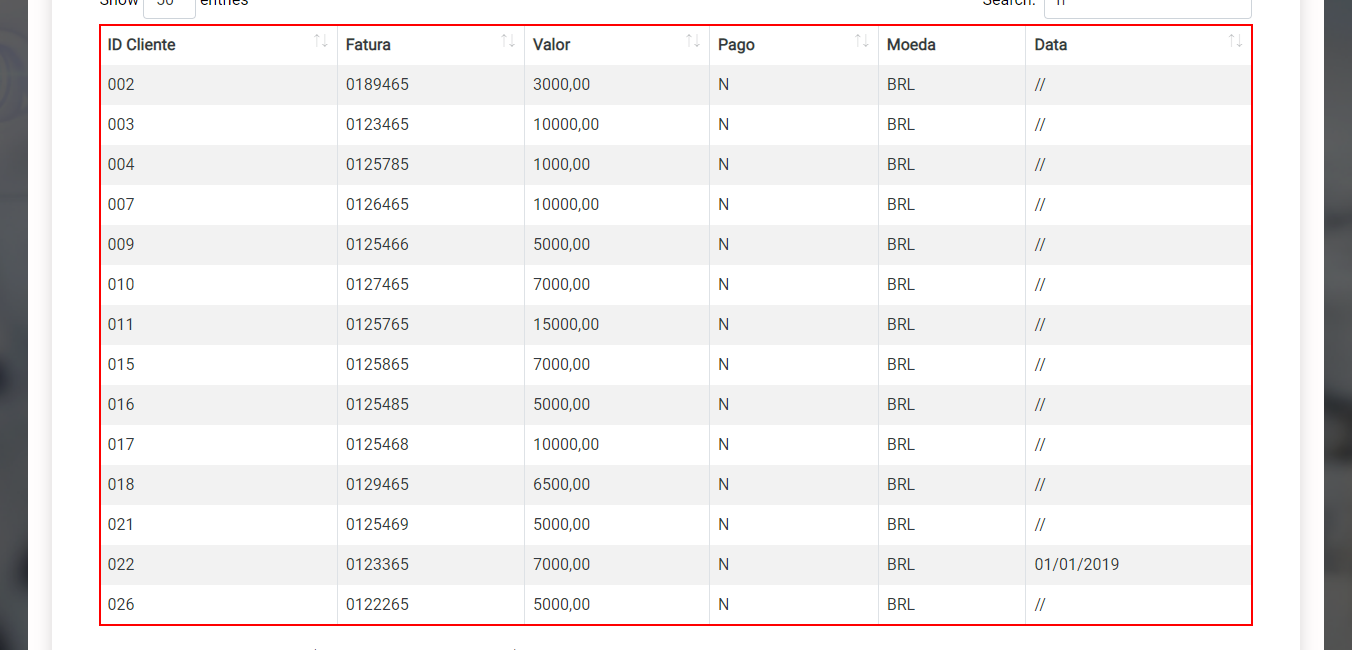 Show 50 entries Search:
ID Cliente Fatura Valor Pago Moeda Data
002 0189465 3000,00 N BRL //
003 0123465 10000,00 N BRL //
004 0125785 1000,00 N BRL //
007 0126465 10000,00 N BRL //
009 0125466 5000,00 N BRL //
010 0127465 7000,00 N BRL //
011 0125765 15000,00 N BRL //
015 0125865 7000,00 N BRL //
016 0125485 5000,00 N BRL //
017 0125468 10000,00 N BRL //
018 0129465 6500,00 N BRL //
021 0125469 5000,00 N BRL //
022 0123365 7000,00 N BRL 01/01/2019
026 0122265 5000,00 N BRL //